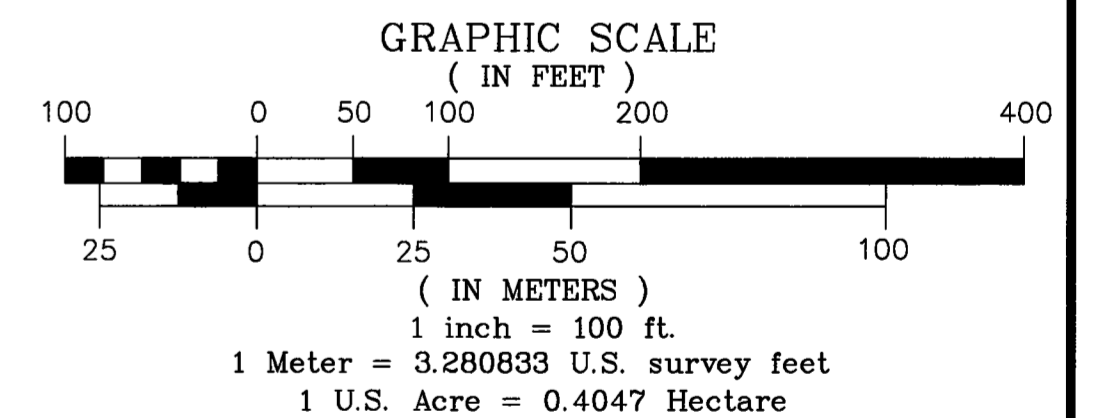 GRAPHIC SCALE
( IN FEET )
100 0 50 100 200 400
25 0 25 50 100
( IN METERS )
1 inch = 100 ft.
1 Meter = 3.280833 U.S. survey feet
1 U.S. Acre = 0.4047 Hectare